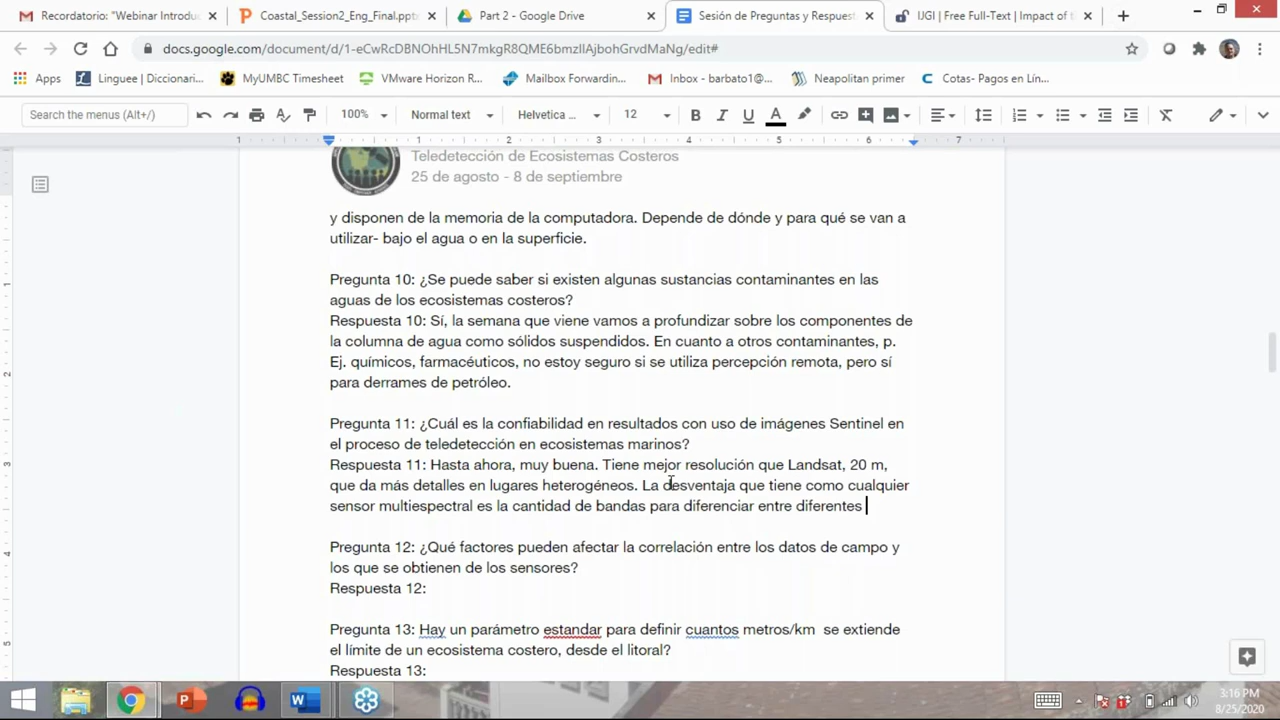 Recordatorio: "Webinar Introdu
Coastal_Session2_Eng_Final.ppt
Part 2 - Google Drive
Sesión de Preguntas y Respuest
IJGI | Free Full-Text | Impact of t
docs.google.com/document/d/1-eCwRcDBNOhHL5N7mkgR8QME6bmzIlAjbohGrvdMaNg/edit#
Apps
Linguee | Diccionari...
MyUMBC Timesheet
VMware Horizon R...
Mailbox Forwardin...
Inbox - barbato1@...
Neapolitan primer
Cotas- Pagos en Lín...
Search the menus (Alt+/)
100%
Normal text
Helvetica ...
12
1 1 2 3 4 5 6 7
Teledetección de Ecosistemas Costeros
25 de agosto - 8 de septiembre
y disponen de la memoria de la computadora. Depende de dónde y para qué se van a
utilizar- bajo el agua o en la superficie.
Pregunta 10: ¿Se puede saber si existen algunas sustancias contaminantes en las
aguas de los ecosistemas costeros?
Respuesta 10: Sí, la semana que viene vamos a profundizar sobre los componentes de
la columna de agua como sólidos suspendidos. En cuanto a otros contaminantes, p.
Ej. químicos, farmacéuticos, no estoy seguro si se utiliza percepción remota, pero sí
para derrames de petróleo.
Pregunta 11: ¿Cuál es la confiabilidad en resultados con uso de imágenes Sentinel en
el proceso de teledetección en ecosistemas marinos?
Respuesta 11: Hasta ahora, muy buena. Tiene mejor resolución que Landsat, 20 m,
que da más detalles en lugares heterogéneos. La desventaja que tiene como cualquier
sensor multiespectral es la cantidad de bandas para diferenciar entre diferentes
Pregunta 12: ¿Qué factores pueden afectar la correlación entre los datos de campo y
los que se obtienen de los sensores?
Respuesta 12:
Pregunta 13: Hay un parámetro estandar para definir cuantos metros/km  se extiende
el límite de un ecosistema costero, desde el litoral?
Respuesta 13:
3:16 PM
8/25/2020